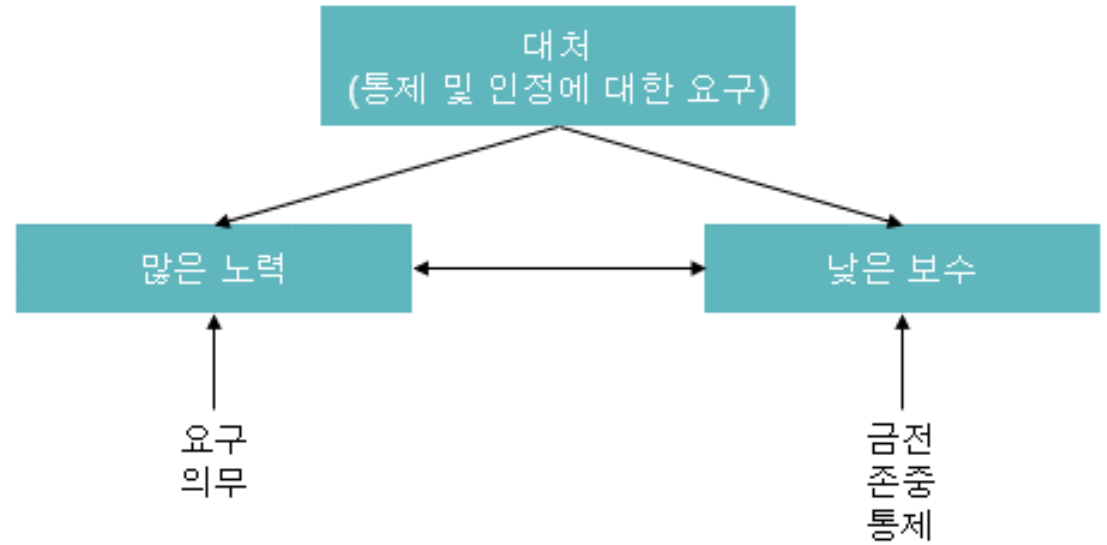 대처
(통제 및 인정에 대한 요구)
많은 노력
낮은 보수
요구
의무
금전
존중
통제